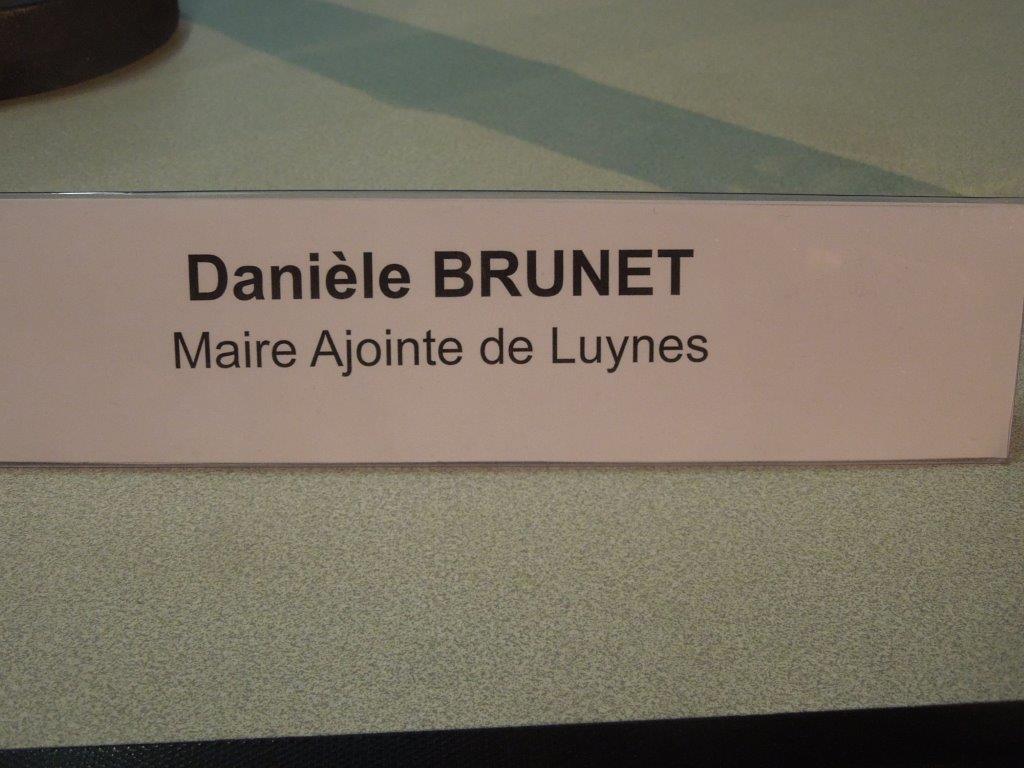 Danièle BRUNET
Maire Ajointe de Luynes